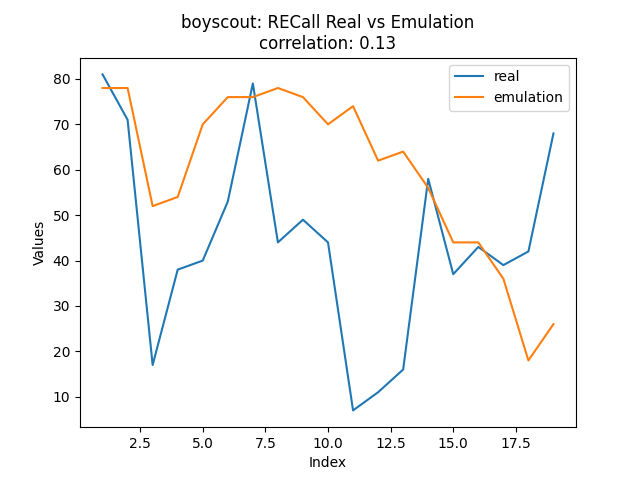 boyscout: RECall Real vs Emulation
correlation: 0.13
real
emulation
80
70
60
50
40
30
20
10
Values
2.5 5.0 7.5 10.0 12.5 15.0 17.5
Index